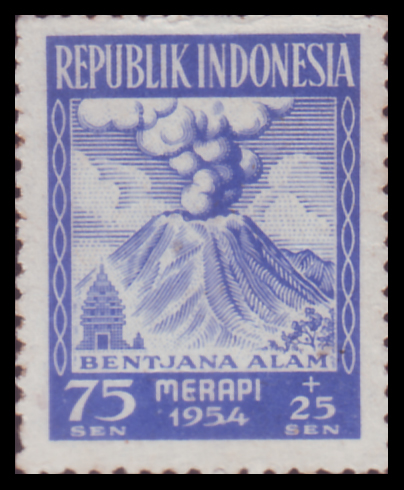 REPUBLIK INDONESIA
BENTJANA ALAM
75 SEN
MERAPI
1954
+ 25 SEN